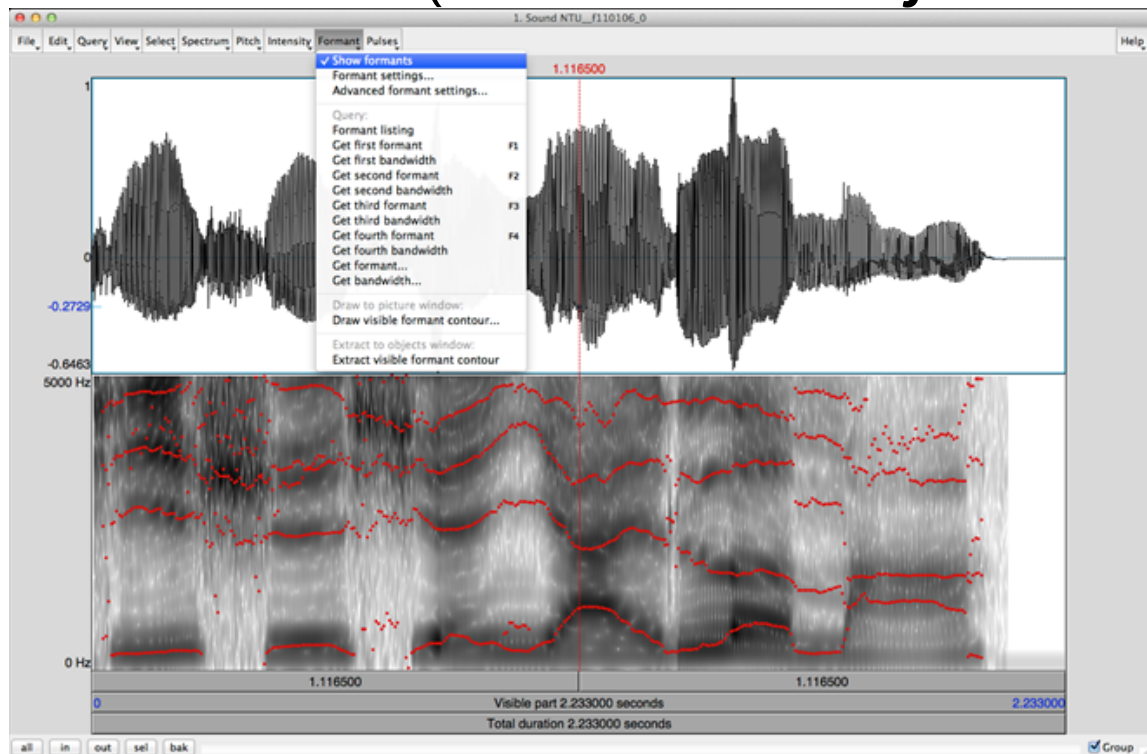 1. Sound NTU__f110106_0
File Edit Query View Select Spectrum Pitch Intensity Formant Pulses Help
✓ Show formants
Formant settings...
Advanced formant settings...
Query:
Formant listing
Get first formant F1
Get first bandwidth
Get second formant F2
Get second bandwidth
Get third formant F3
Get third bandwidth
Get fourth formant F4
Get fourth bandwidth
Get formant...
Get bandwidth...
Draw to picture window:
Draw visible formant contour...
Extract to objects window:
Extract visible formant contour
1.116500
1
0
-0.2729
-0.6463
5000 Hz
0 Hz
1.116500 1.116500
0 Visible part 2.233000 seconds 2.233000
Total duration 2.233000 seconds
all in out sel bak Group